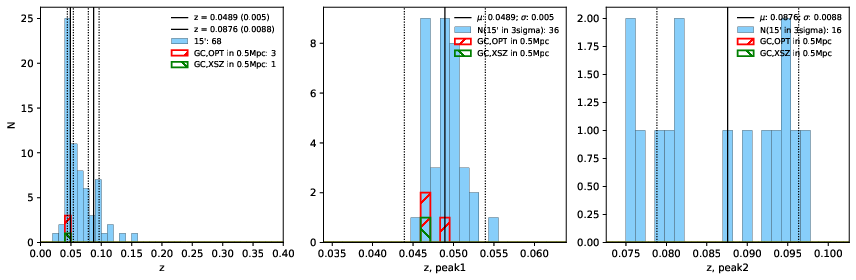 25
20
15
10
5
0
N
0.00 0.05 0.10 0.15 0.20 0.25 0.30 0.35 0.40
z
z = 0.0489 (0.005)
z = 0.0876 (0.0088)
15': 68
GC,OPT in 0.5Mpc: 3
GC,XSZ in 0.5Mpc: 1
8
6
4
2
0
0.035 0.040 0.045 0.050 0.055 0.060
z, peak1
μ: 0.0489; σ: 0.005
N(15' in 3sigma): 36
GC,OPT in 0.5Mpc
GC,XSZ in 0.5Mpc
2.00
1.75
1.50
1.25
1.00
0.75
0.50
0.25
0.00
0.075 0.080 0.085 0.090 0.095 0.100
z, peak2
μ: 0.0876; σ: 0.0088
N(15' in 3sigma): 16
GC,OPT in 0.5Mpc
GC,XSZ in 0.5Mpc